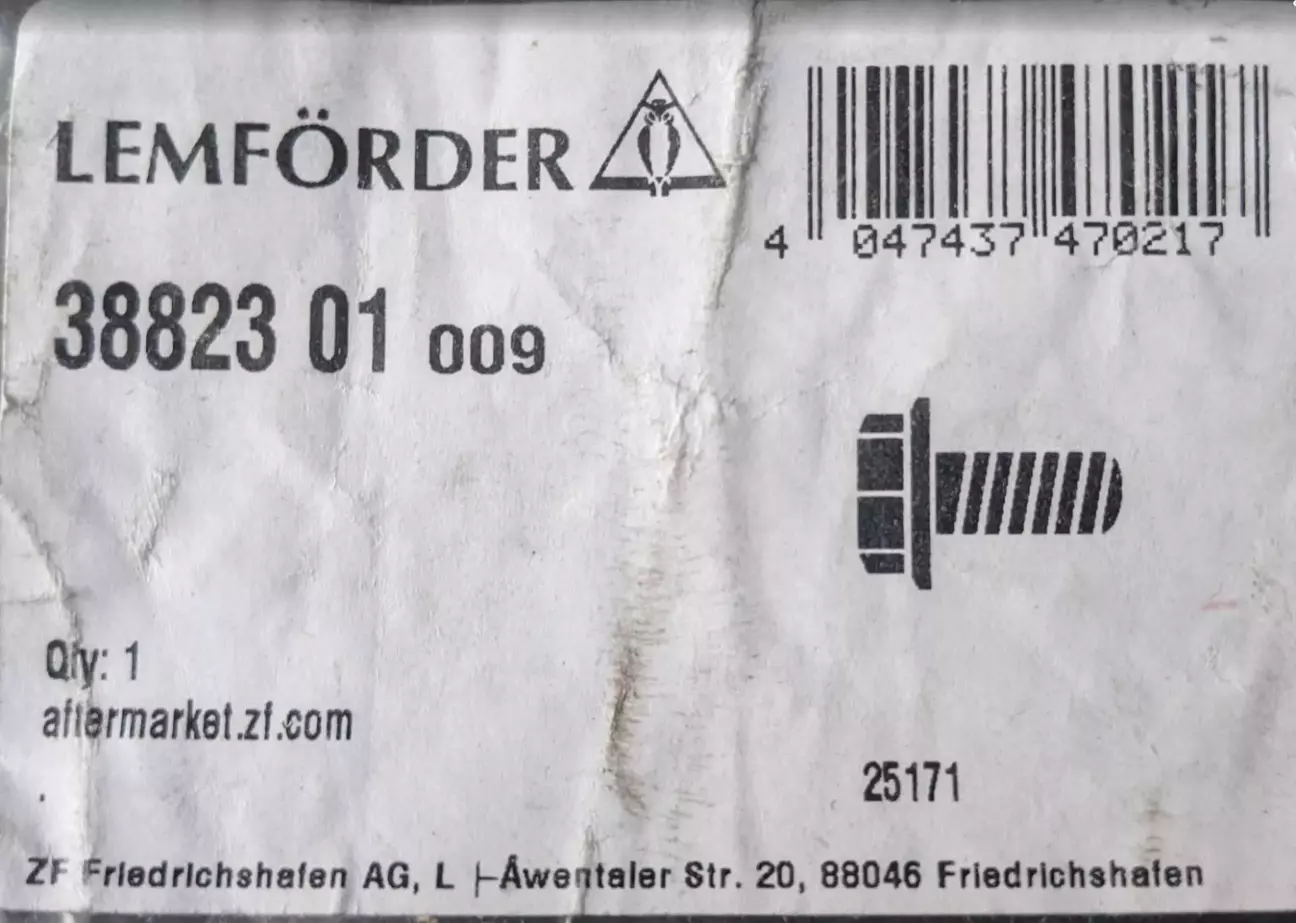 LEMFÖRDER
4 047437 470217
38823 01 009
Qty: 1
aftermarket.zf.com
25171
ZF Friedrichshafen AG, L├Äwentaler Str. 20, 88046 Friedrichshafen